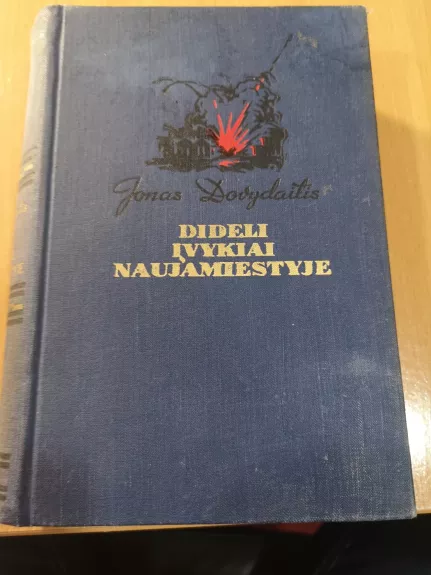 Jonas Dovydaitis
DIDELI
ĮVYKIAI
NAUJAMIESTYJE